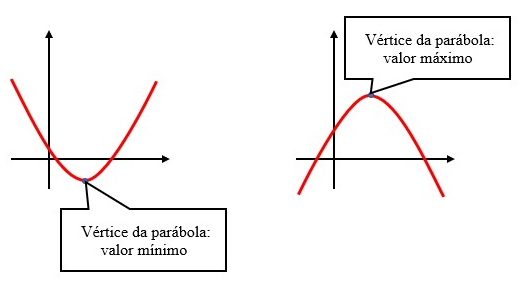 Vértice da parábola:
valor mínimo
Vértice da parábola:
valor máximo